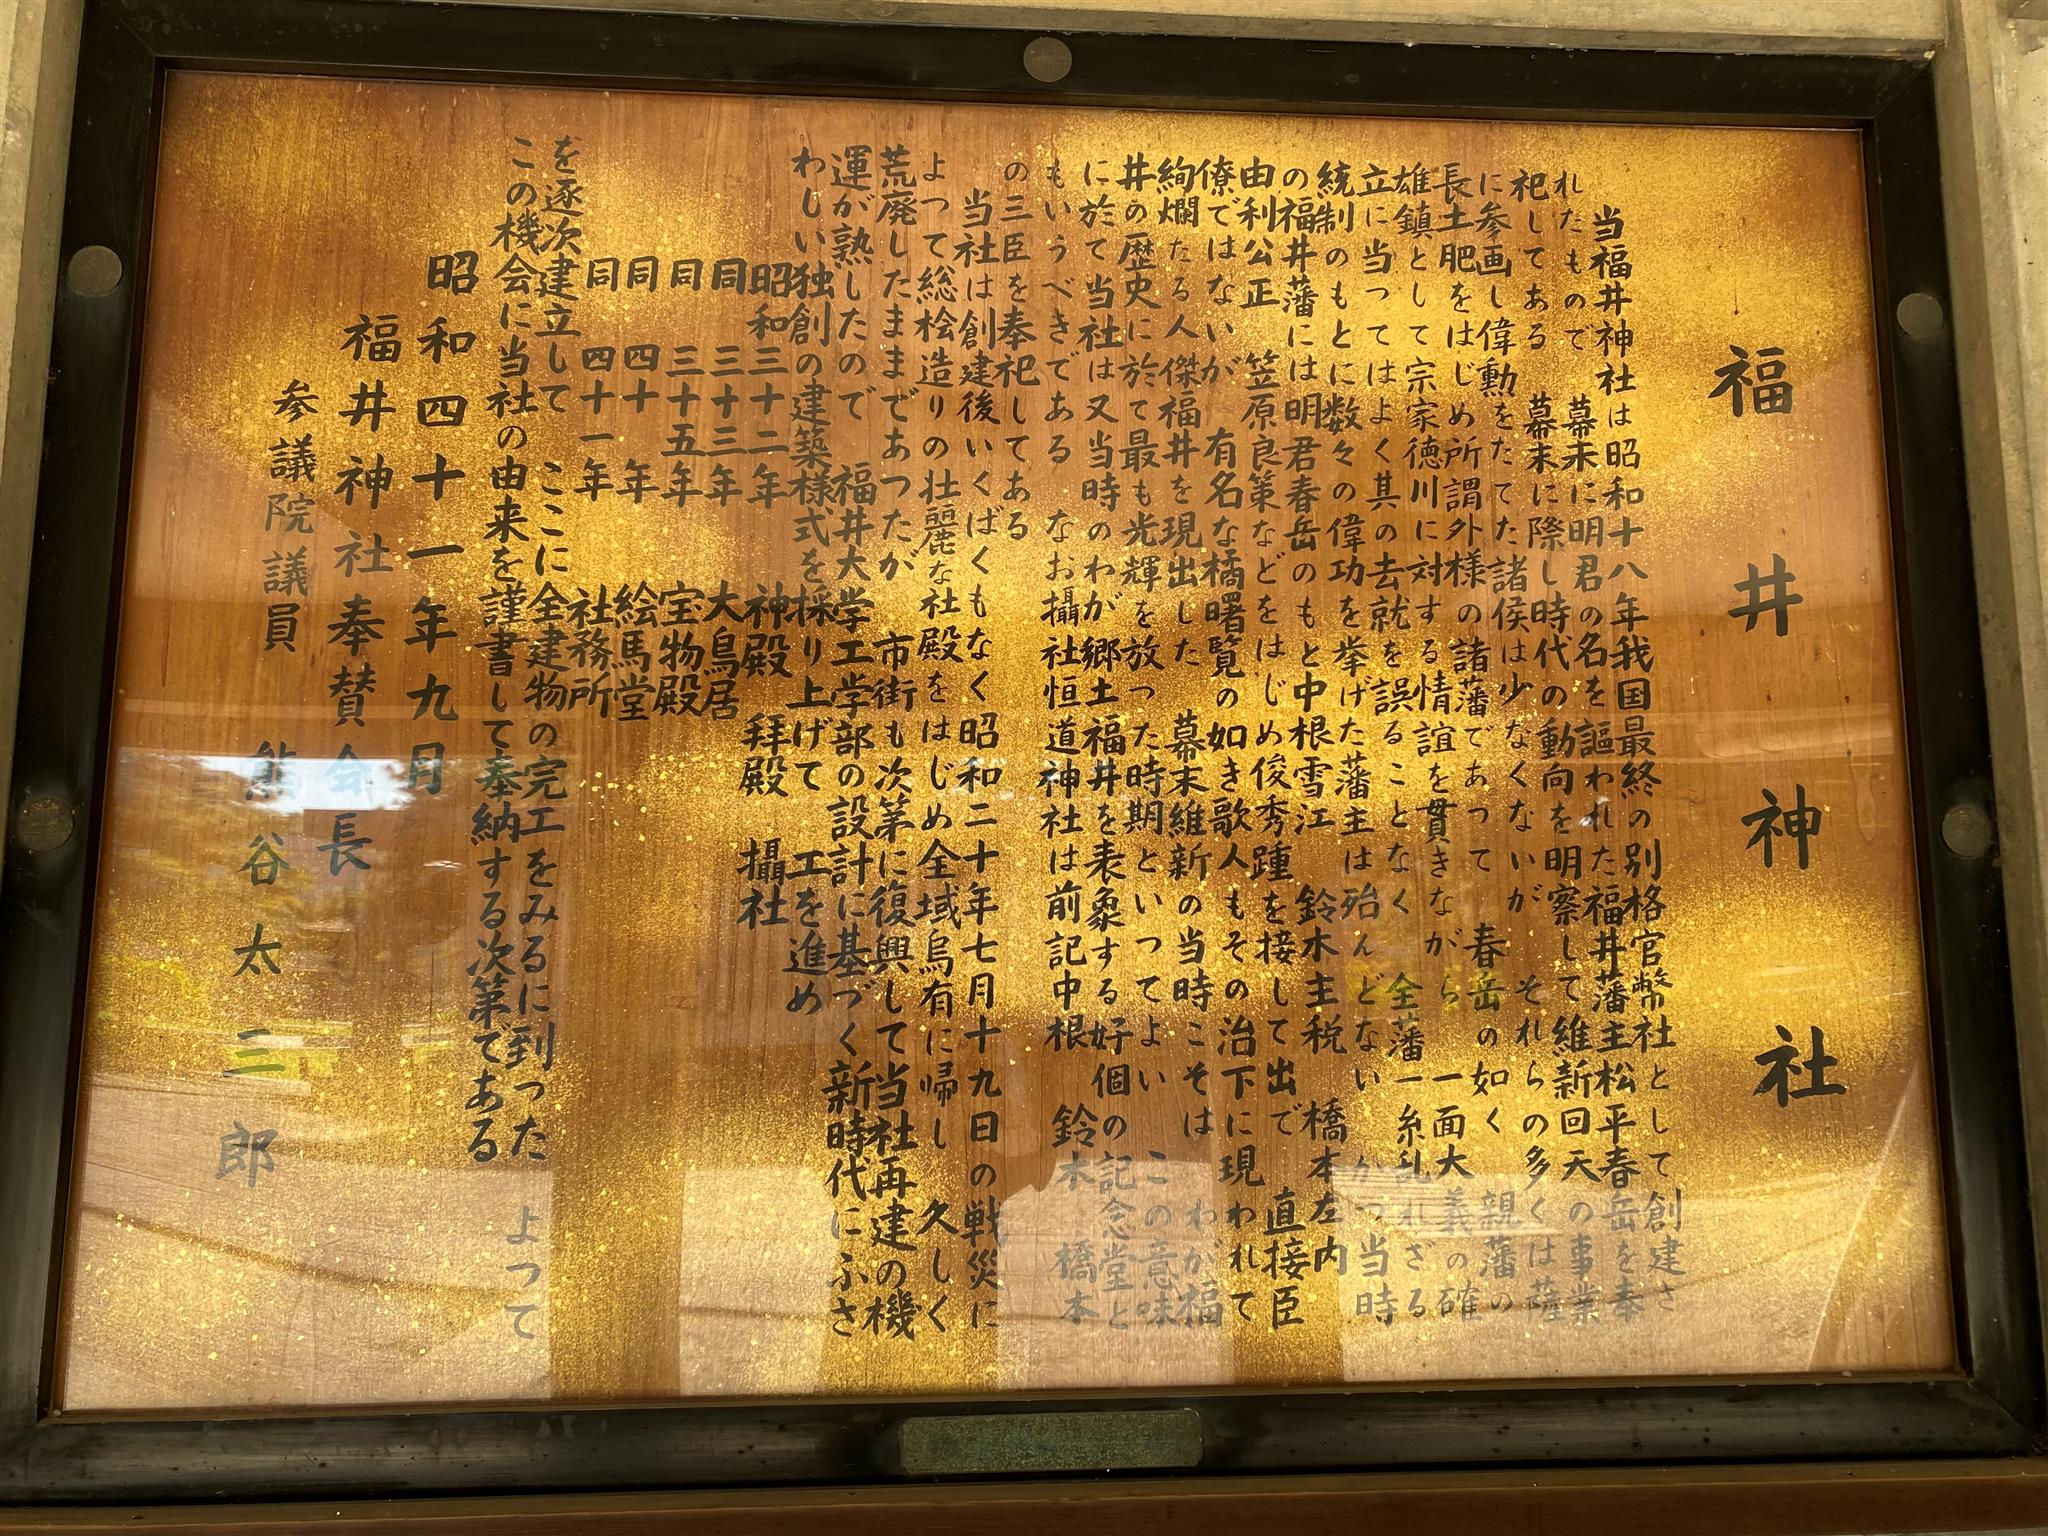 福井神社
当福井神社は昭和十八年我国最終の別格官幣社として創建さ
れたもので 幕末に明君の名を謳われた福井藩主松平春岳を奉
祀してある 幕末に際し時代の動向を明察して維新回天の事業
に参画し偉勳をたてた諸侯は少なくないが それらの多くは薩
長土肥をはじめ所謂外様の諸藩であって 春岳の如く 親藩の
雄鎮として宗家徳川に対する情誼を貫きながら 一面大義の確
立に当ってはよく其の去就を誤ることなく 全藩一糸乱れざる
統制のもとに数々の偉功を挙げた藩主は殆んどない かつ当時
の福井藩には明君春岳のもと中根雪江 鈴木主税 橋本左内
由利公正 笠原良策などをはじめ俊秀踵を接して出で 直接臣
僚ではないが 有名な橘曙覧の如き歌人もその治下に現われて
絢爛たる人傑福井を現出した 幕末維新の当時こそは わが福
井の歴史に於て最も光輝を放った時期といってよい この意味
に於て当社は又当時のわが郷土福井を表象する好個の記念堂と
もいうべきである なお攝社恒道神社は前記中根 鈴木 橋本
の三臣を奉祀してある
当社は創建後いくばくもなく昭和二十年七月十九日の戦災に
よつて総桧造りの壮麗な社殿をはじめ全域烏有に帰し 久しく
荒廃したままであつたが 市街も次第に復興して当社再建の機
運が熟したので 福井大学工学部の設計に基づく新時代にふさ
わしい独創の建築様式を採り上げて 工を進め
昭和三十二年 神殿 拜殿 攝社
同 三十三年 大鳥居
同 三十五年 宝物殿
同 四十年 絵馬堂
同 四十一年 社務所
を逐次建立して ここに全建物の完工をみるに到った よって
この機会に当社の由来を謹書して奉納する次第である
昭和四十一年九月
福井神社奉賛会長
参議院議員 熊谷太三郎